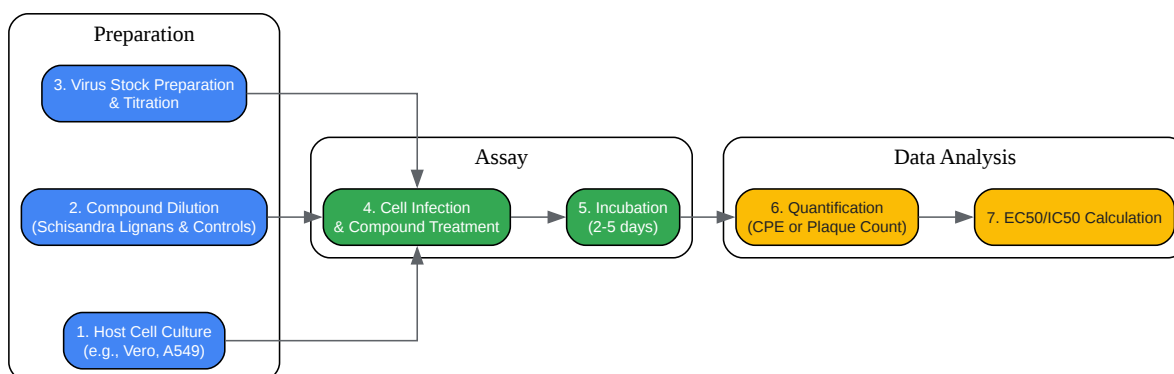 Preparation
3. Virus Stock Preparation
& Titration
2. Compound Dilution
(Schisandra Lignans & Controls)
1. Host Cell Culture
(e.g., Vero, A549)
Assay
4. Cell Infection
& Compound Treatment
5. Incubation
(2-5 days)
Data Analysis
6. Quantification
(CPE or Plaque Count)
7. EC50/IC50 Calculation